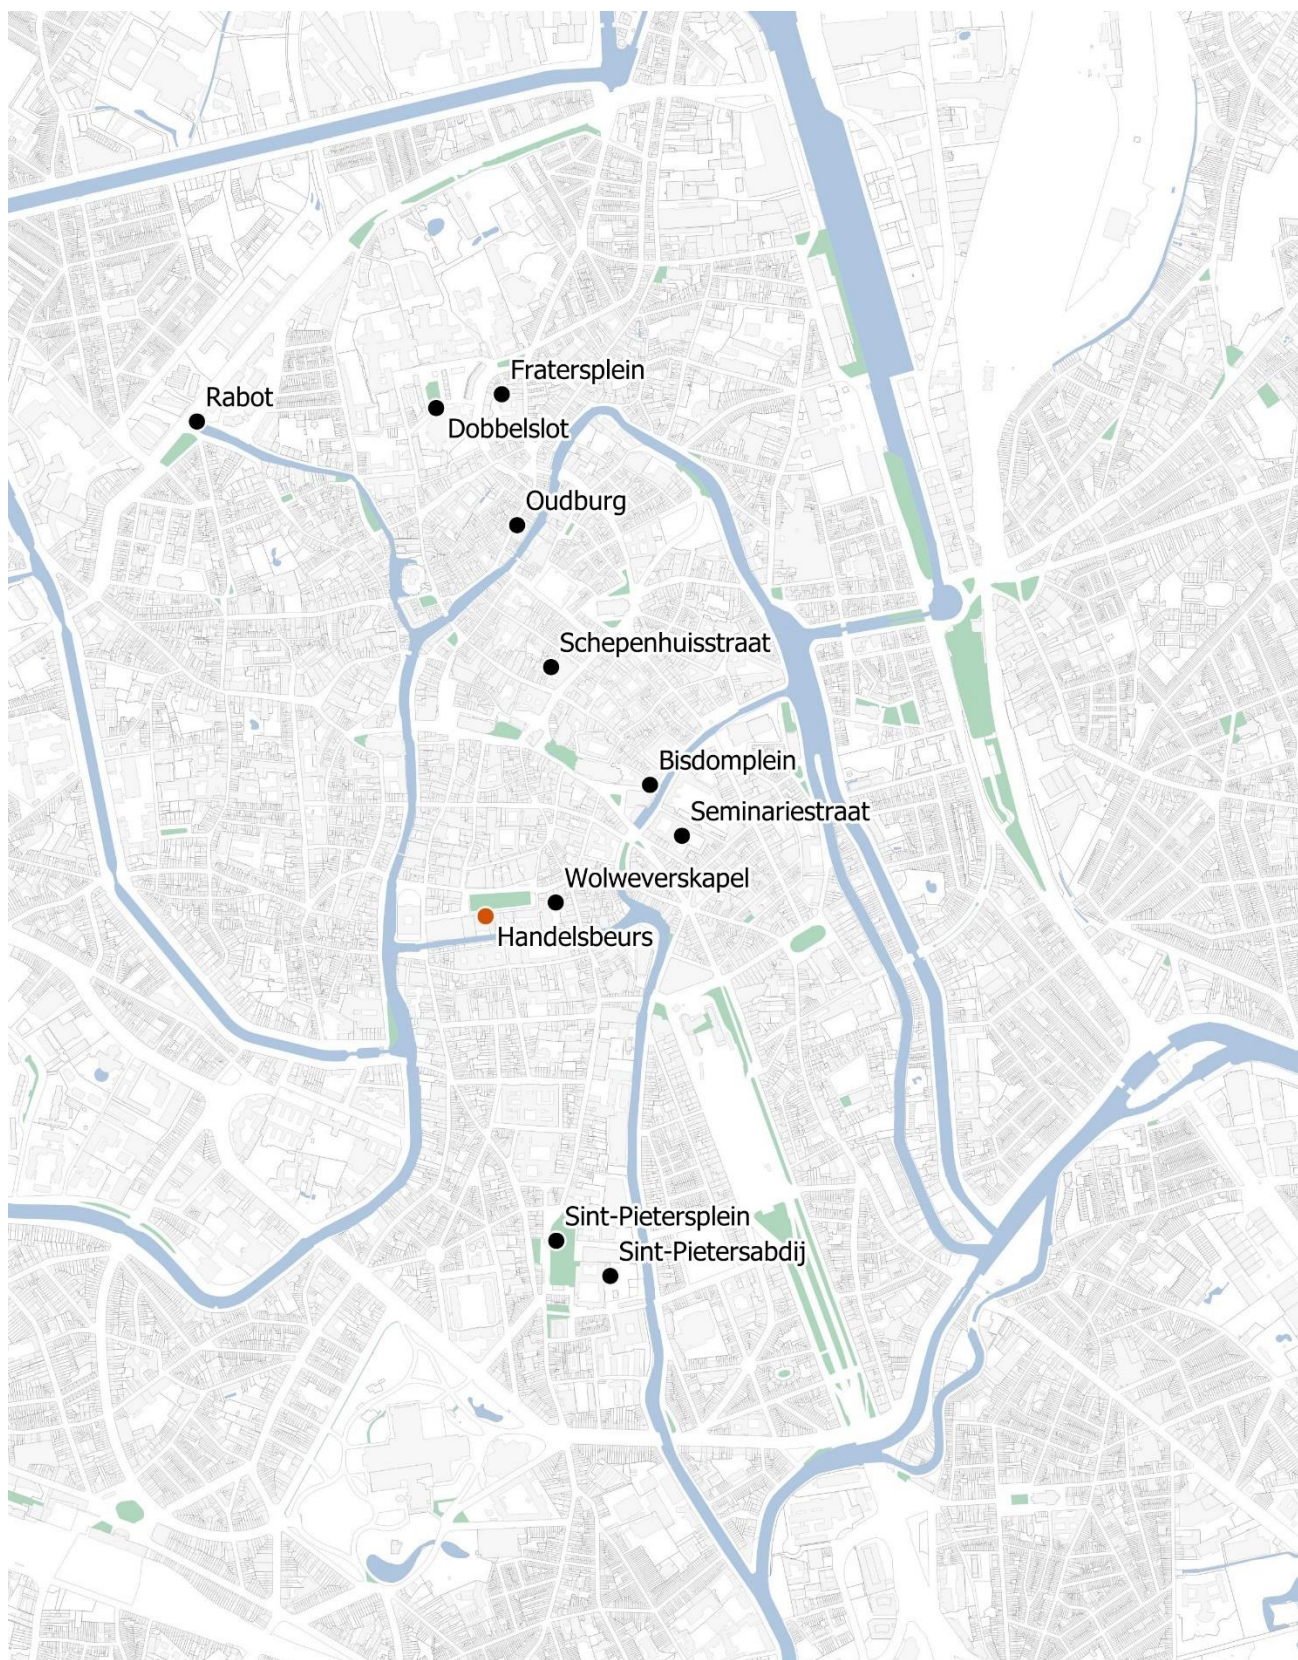 Fratersplein
Rabot
Dobbelslot
Oudburg
Schepenhuisstraat
Bisdomplein
Seminariestraat
Wolweverskapel
Handelsbeurs
Sint-Pietersplein
Sint-Pietersabdij